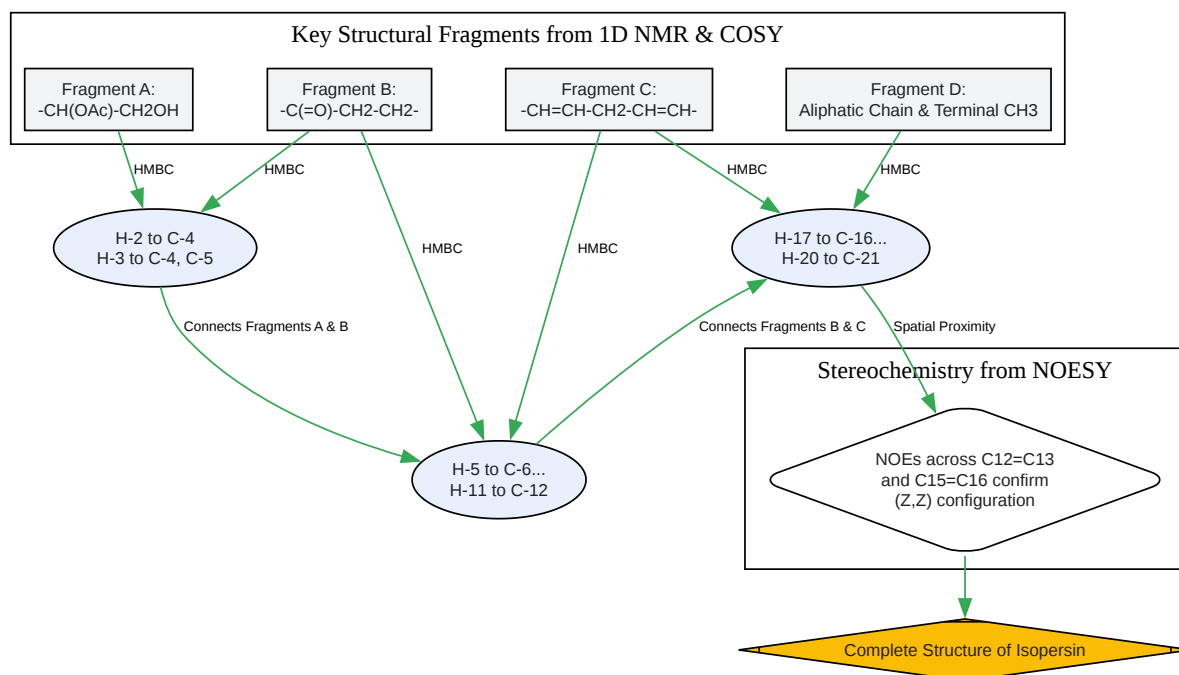 Key Structural Fragments from 1D NMR & COSY
Fragment A:
-CH(OAc)-CH2OH
Fragment B:
-C(=O)-CH2-CH2-
Fragment C:
-CH=CH-CH2-CH=CH-
Fragment D:
Aliphatic Chain & Terminal CH3
HMBC
HMBC
HMBC
HMBC
HMBC
HMBC
H-2 to C-4
H-3 to C-4, C-5
H-17 to C-16...
H-20 to C-21
Connects Fragments A & B
Connects Fragments B & C
Spatial Proximity
Stereochemistry from NOESY
H-5 to C-6...
H-11 to C-12
NOEs across C12=C13
and C15=C16 confirm
(Z,Z) configuration
Complete Structure of Isopersin